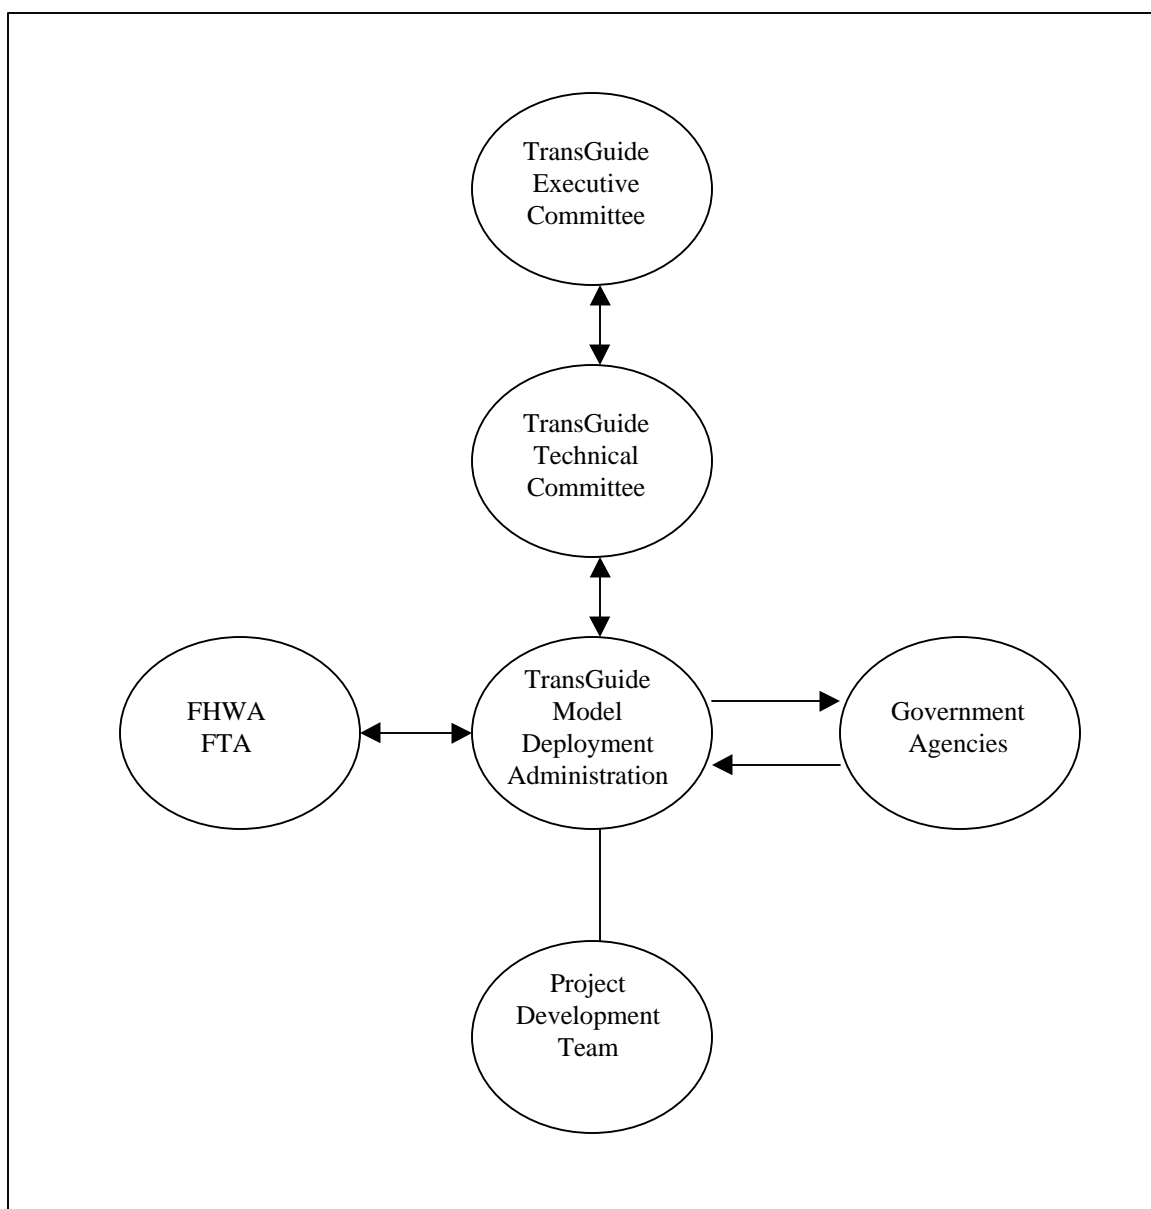 TransGuide
Executive
Committee
TransGuide
Technical
Committee
FHWA
FTA
TransGuide
Model
Deployment
Administration
Government
Agencies
Project
Development
Team